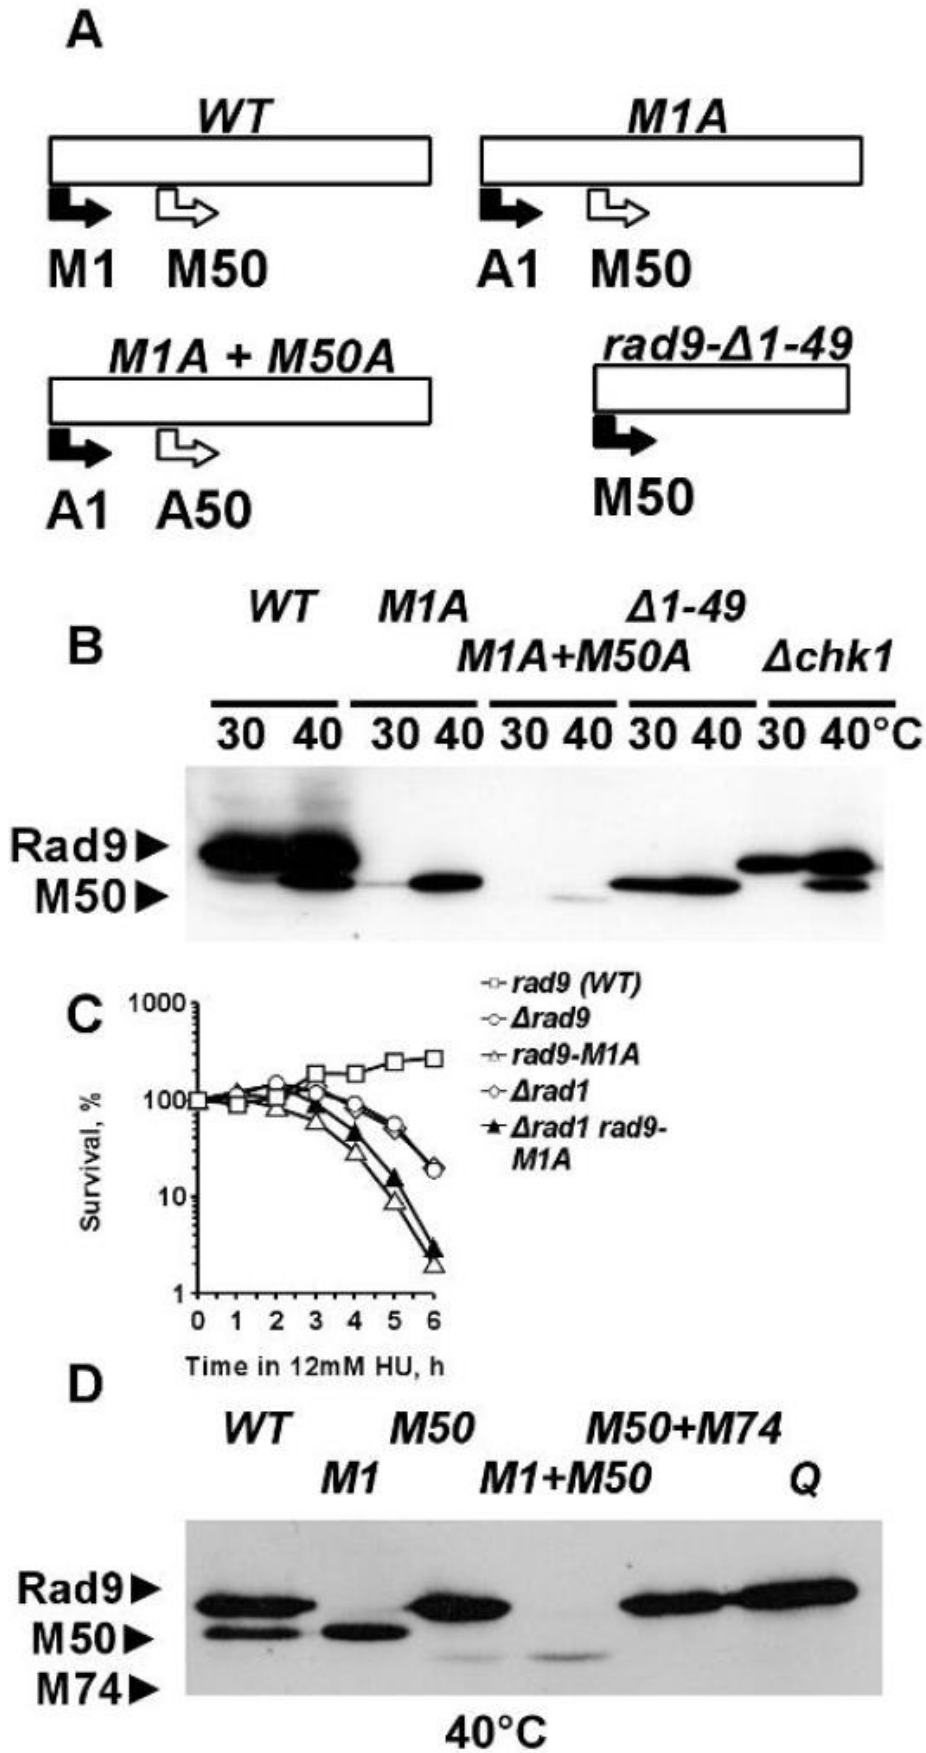 A
WT
M1A
M1 M50
A1 M50
M1A + M50A
rad9-Δ1-49
A1 A50
M50
B
WT M1A Δ1-49
M1A+M50A Δchk1
30 40 30 40 30 40 30 40 30 40°C
Rad9
M50
C
1000
100
10
1
Survival, %
0 1 2 3 4 5 6
Time in 12mM HU, h
rad9 (WT)
Δrad9
rad9-M1A
Δrad1
Δrad1 rad9-
M1A
D
WT M50 M50+M74
M1 M1+M50 Q
Rad9
M50
M74
40°C